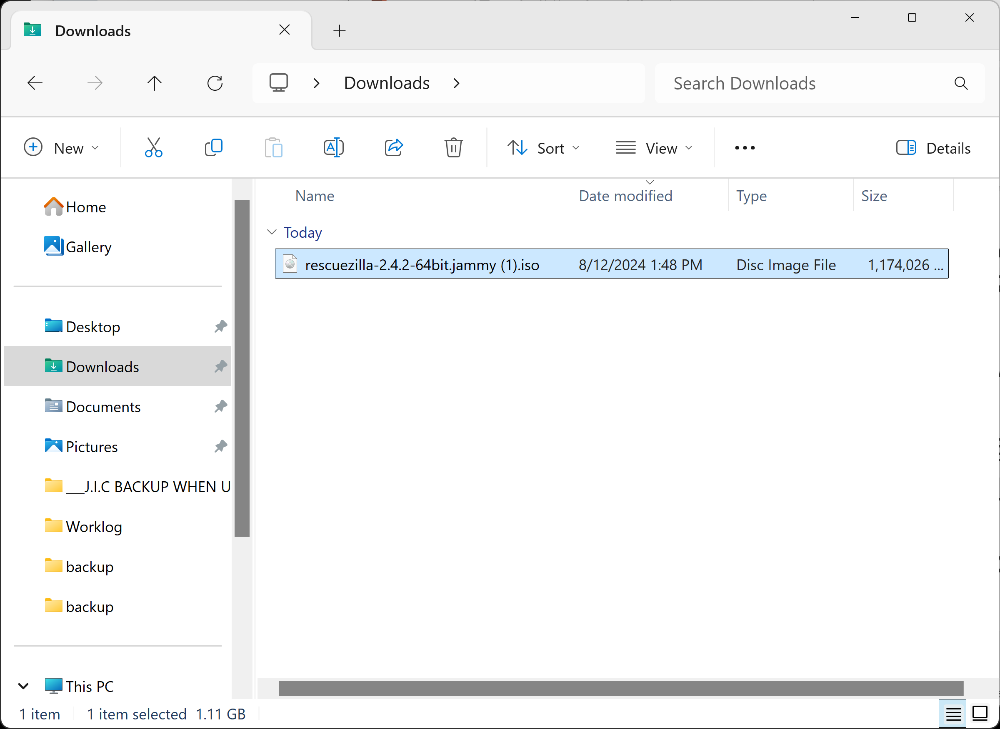 Downloads
Downloads
Search Downloads
New
Sort
View
Details
Name Date modified Type Size
Today
rescuezilla-2.4.2-64bit.jammy (1).iso 8/12/2024 1:48 PM Disc Image File 1,174,026 ...
Home
Gallery
Desktop
Downloads
Documents
Pictures
___J.I.C BACKUP WHEN U
Worklog
backup
backup
This PC
1 item 1 item selected 1.11 GB